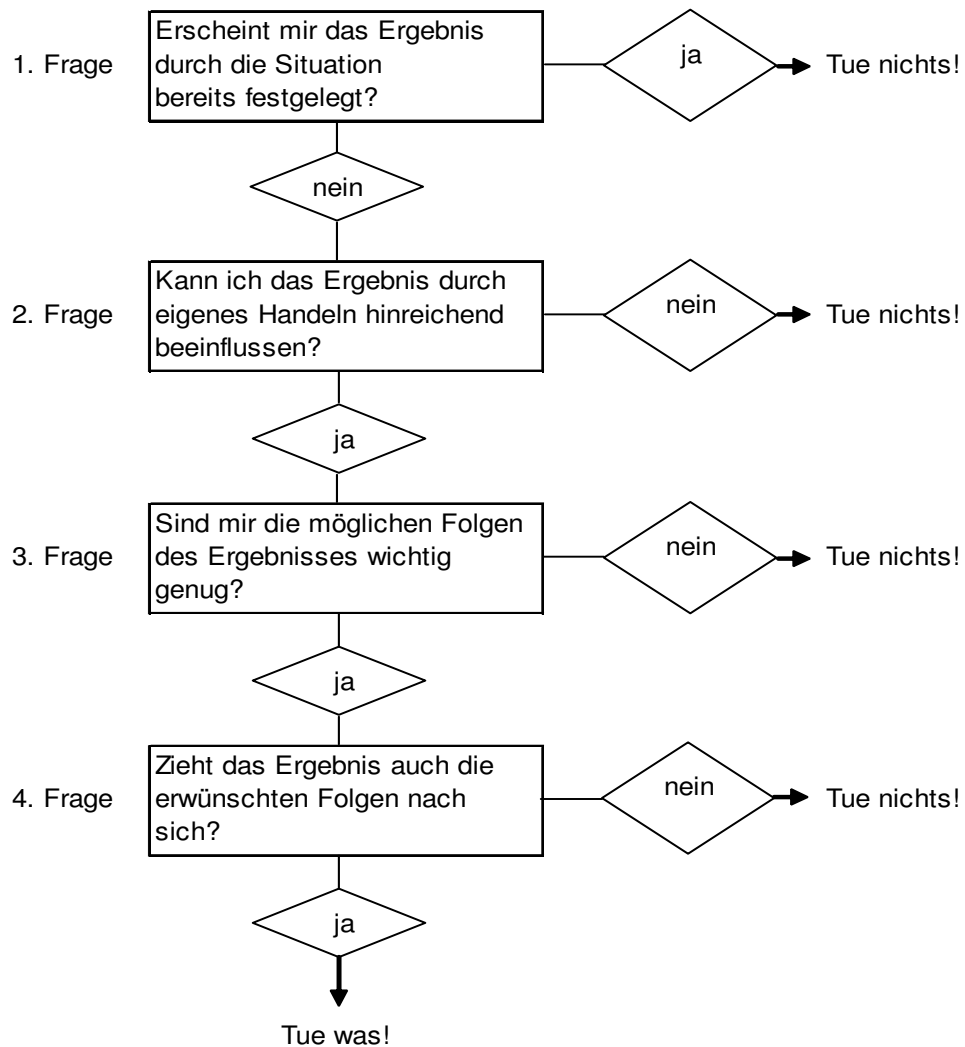 Erscheint mir das Ergebnis
durch die Situation
bereits festgelegt?
1. Frage
ja
Tue nichts!
nein
Kann ich das Ergebnis durch
eigenes Handeln hinreichend
beeinflussen?
2. Frage
nein
Tue nichts!
ja
Sind mir die möglichen Folgen
des Ergebnisses wichtig
genug?
3. Frage
nein
Tue nichts!
ja
Zieht das Ergebnis auch die
erwünschten Folgen nach
sich?
4. Frage
nein
Tue nichts!
ja
Tue was!